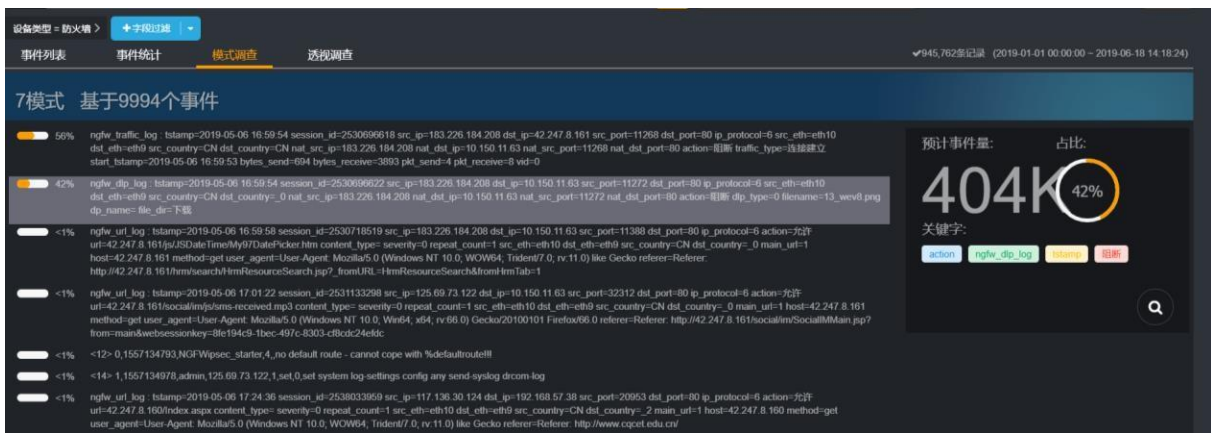 设备类型 = 防火墙 > +字段过滤
事件列表 事件统计 模式调查 透视调查 945,762条记录 (2019-01-01 00:00:00 ~ 2019-06-18 14:18:24)
7模式 基于9994个事件
56% ngfw_traffic_log : tstamp=2019-05-06 16:59:54 session_id=2530696618 src_ip=183.226.184.208 dst_ip=42.247.8.161 src_port=11268 dst_port=80 ip_protocol=6 src_eth=eth10
dst_eth=eth9 src_country=CN dst_country=CN nat_src_ip=183.226.184.208 nat_dst_ip=10.150.11.63 nat_src_port=11268 nat_dst_port=80 action=阻断 traffic_type=连接建立
start_tstamp=2019-05-06 16:59:53 bytes_send=694 bytes_receive=3893 pkt_send=4 pkt_receive=8 vid=0
42% ngfw_dlp_log : tstamp=2019-05-06 16:59:54 session_id=2530696622 src_ip=183.226.184.208 dst_ip=10.150.11.63 src_port=11272 dst_port=80 ip_protocol=6 src_eth=eth10
dst_eth=eth9 src_country=CN dst_country=_0 nat_src_ip=183.226.184.208 nat_dst_ip=10.150.11.63 nat_src_port=11272 nat_dst_port=80 action=阻断 dlp_type=0 filename=13_wev8.png
dp_name= file_dir=下载
<1% ngfw_url_log : tstamp=2019-05-06 16:59:58 session_id=2530718519 src_ip=183.226.184.208 dst_ip=10.150.11.63 src_port=11388 dst_port=80 ip_protocol=6 action=允许
url=42.247.8.161/js/JSDateTime/My97DatePicker.htm content_type= severity=0 repeat_count=1 src_eth=eth10 dst_eth=eth9 src_country=CN dst_country=_0 main_url=1
host=42.247.8.161 method=get user_agent=User-Agent: Mozilla/5.0 (Windows NT 10.0; WOW64; Trident/7.0; rv:11.0) like Gecko referer=Referer:
http://42.247.8.161/hrm/search/HrmResourceSearch.jsp?_fromURL=HrmResourceSearch&fromHrmTab=1
<1% ngfw_url_log : tstamp=2019-05-06 17:01:22 session_id=2531133298 src_ip=125.69.73.122 dst_ip=10.150.11.63 src_port=32312 dst_port=80 ip_protocol=6 action=允许
url=42.247.8.161/social/im/js/sms-received.mp3 content_type= severity=0 repeat_count=1 src_eth=eth10 dst_eth=eth9 src_country=CN dst_country=_0 main_url=1 host=42.247.8.161
method=get user_agent=User-Agent: Mozilla/5.0 (Windows NT 10.0; Win64; x64; rv:66.0) Gecko/20100101 Firefox/66.0 referer=Referer: http://42.247.8.161/social/im/SocialIMMain.jsp?
from=main&websessionkey=8fe194c9-1bec-497c-8303-cf8cdc24efdc
<1% <12> 0,1557134793,NGFWipsec_starter,4,,no default route - cannot cope with %defaultroute!!!
<1% <14> 1,1557134978,admin,125.69.73.122,1,set,0,set system log-settings config any send-syslog drcom-log
<1% ngfw_url_log : tstamp=2019-05-06 17:24:36 session_id=2538033959 src_ip=117.136.30.124 dst_ip=192.168.57.38 src_port=20953 dst_port=80 ip_protocol=6 action=允许
url=42.247.8.160/Index.aspx content_type= severity=0 repeat_count=1 src_eth=eth10 dst_eth=eth9 src_country=CN dst_country=_2 main_url=1 host=42.247.8.160 method=get
user_agent=User-Agent: Mozilla/5.0 (Windows NT 10.0; WOW64; Trident/7.0; rv:11.0) like Gecko referer=Referer: http://www.cqcet.edu.cn/
预计事件量: 占比:
404K 42%
关键字:
action ngfw_dlp_log tstamp 阻断